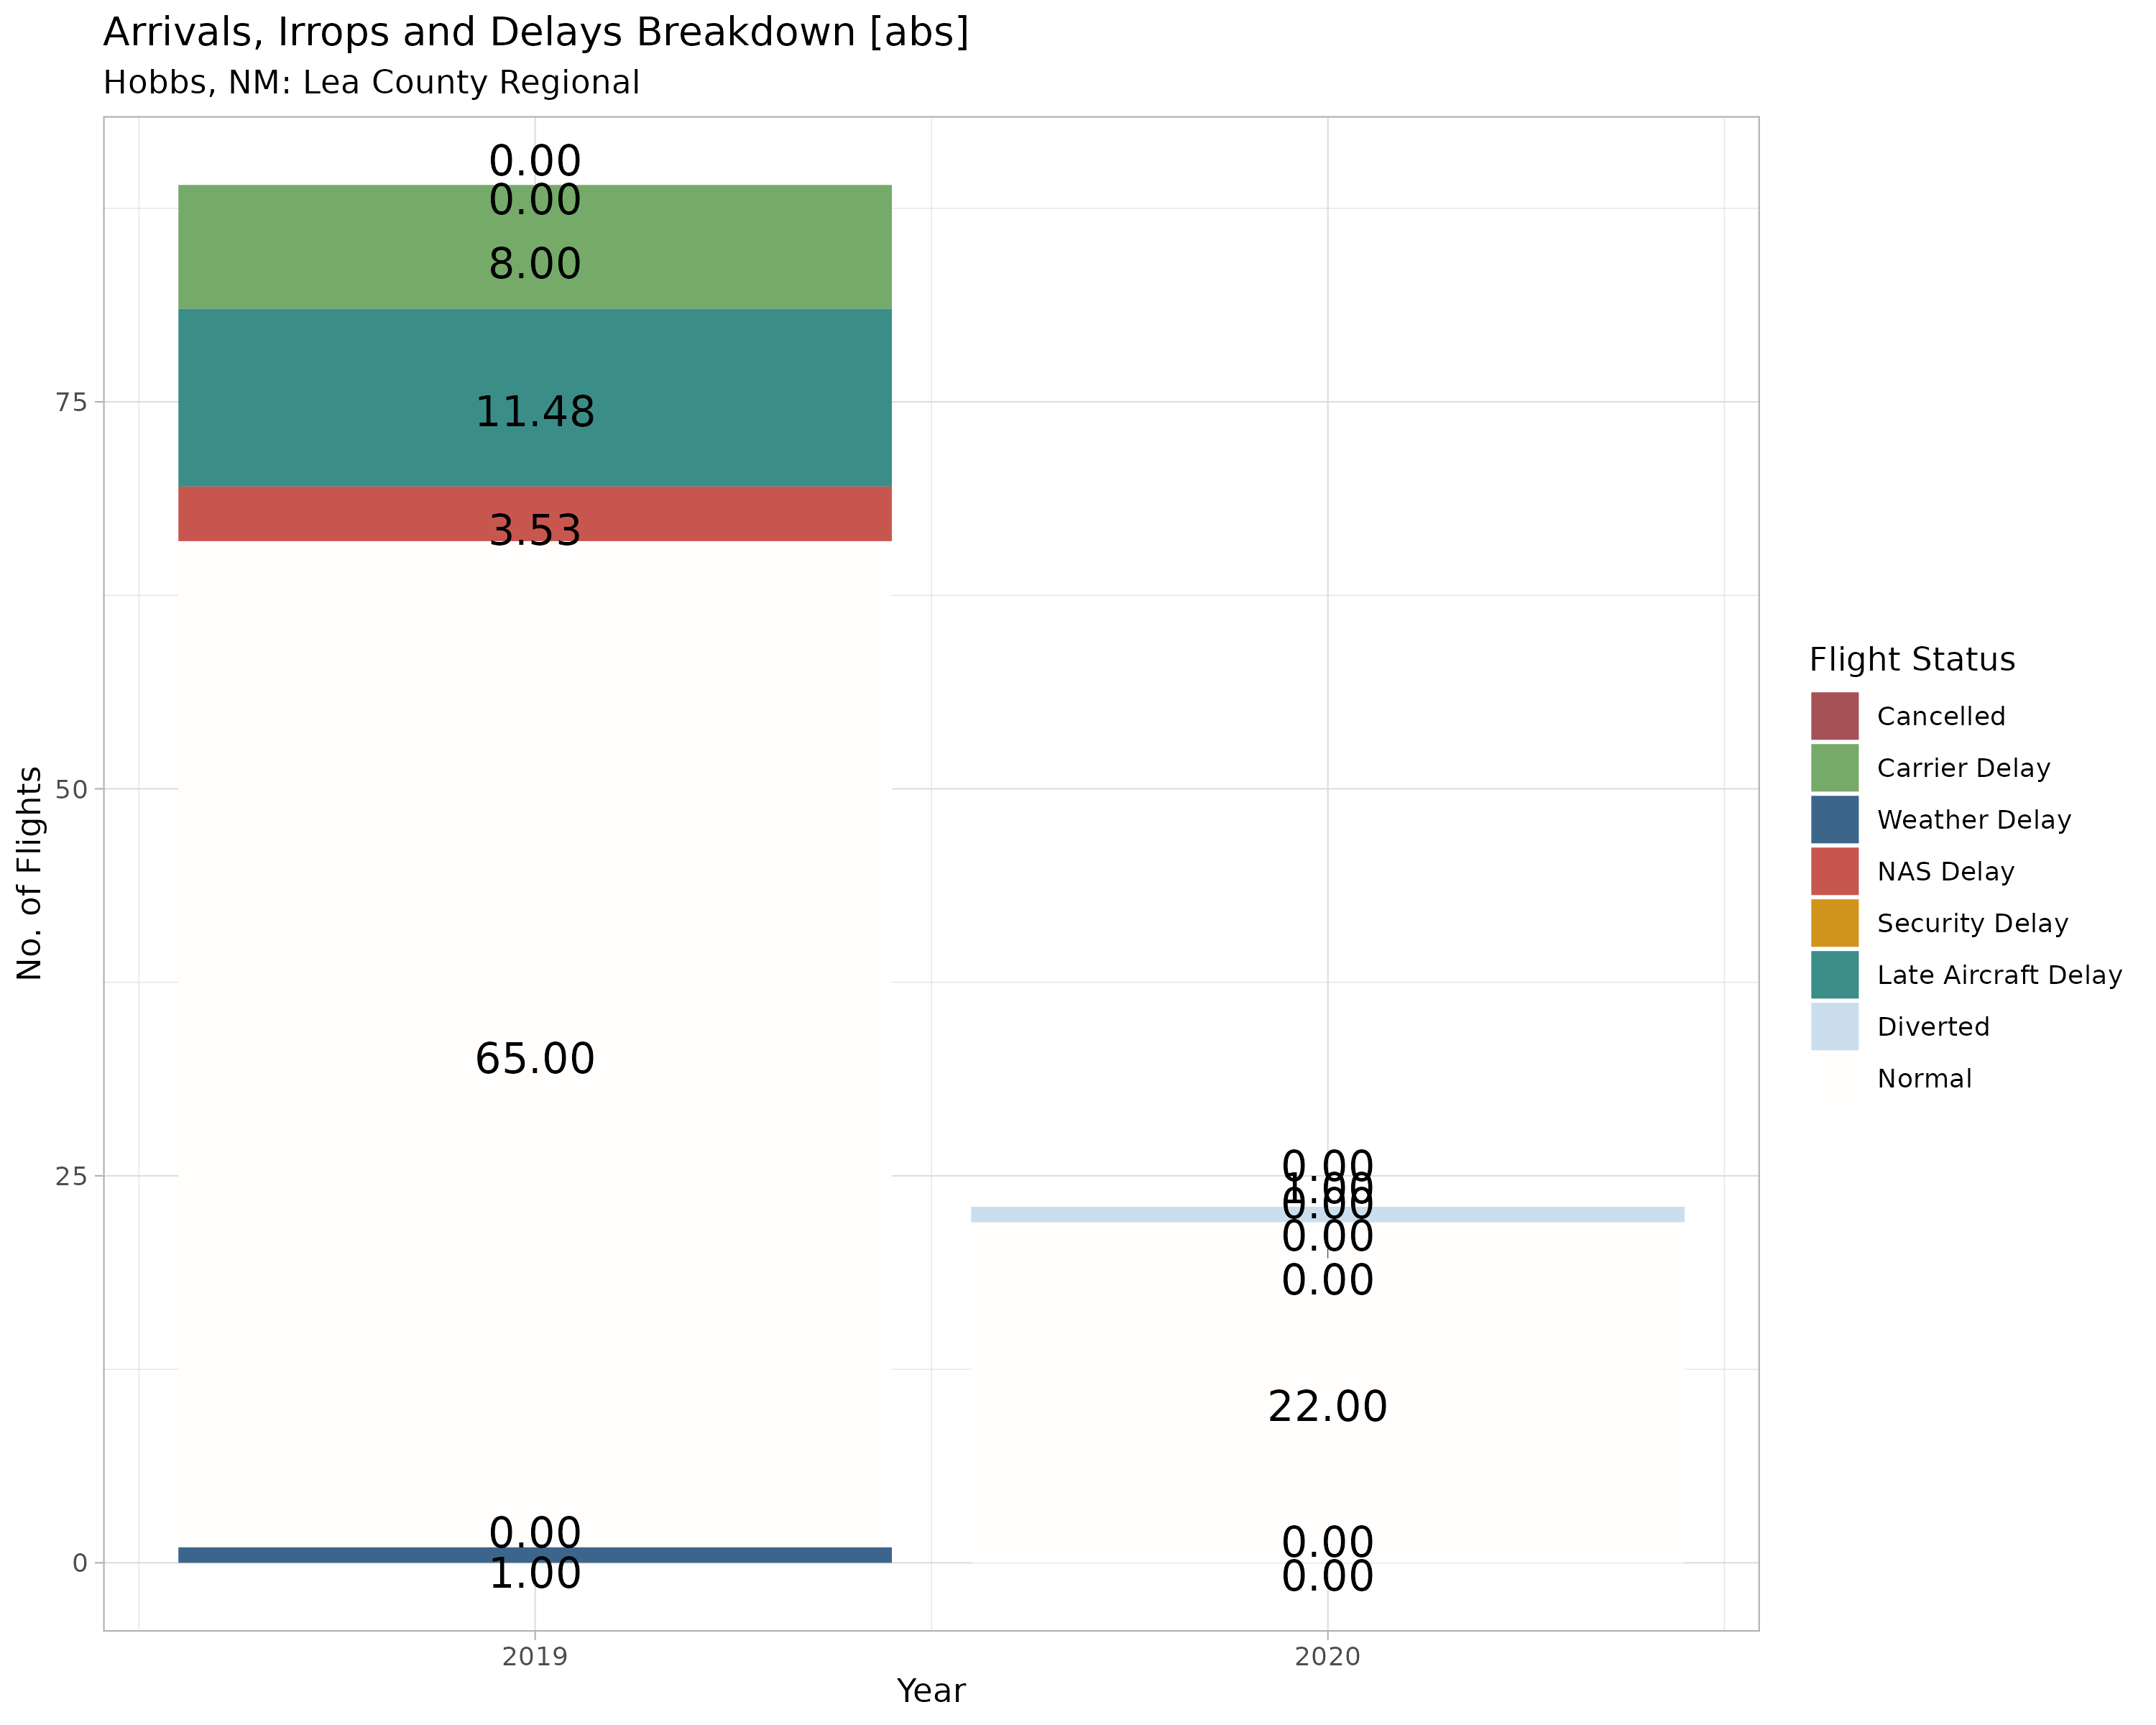 Arrivals, Irrops and Delays Breakdown [abs]
Hobbs, NM: Lea County Regional
0.00
0.00
8.00
75
11.48
3.53
50
65.00
25
0.00
1.00
0.00
0.00
0.00
22.00
0
0.00
1.00
0.00
0.00
2019
2020
Year
No. of Flights
Flight Status
Cancelled
Carrier Delay
Weather Delay
NAS Delay
Security Delay
Late Aircraft Delay
Diverted
Normal